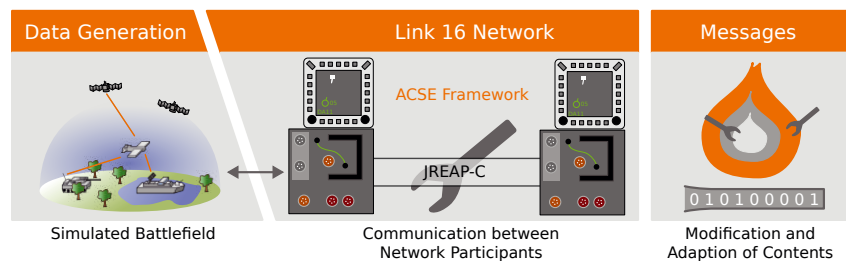 Data Generation
Link 16 Network
Messages
ACSE Framework
JREAP-C
010100001
Simulated Battlefield
Communication between
Network Participants
Modification and
Adaption of Contents